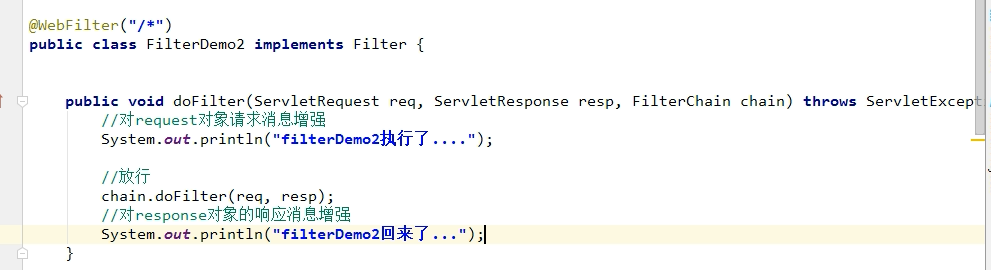 @WebFilter("/*")
public class FilterDemo2 implements Filter {
public void doFilter(ServletRequest req, ServletResponse resp, FilterChain chain) throws ServletExcept
//对request对象请求消息增强
System.out.println("filterDemo2执行了....");
//放行
chain.doFilter(req, resp);
//对response对象的响应消息增强
System.out.println("filterDemo2回来了...");
}